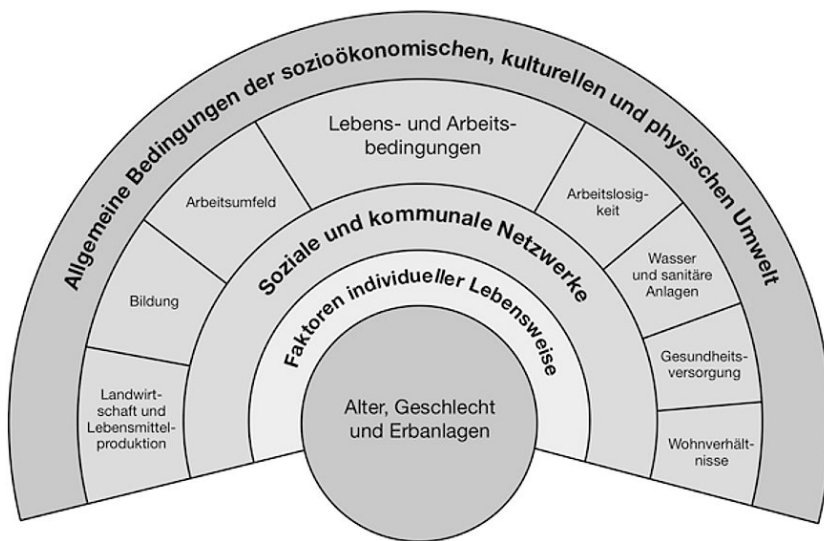 Allgemeine Bedingungen der sozioökonomischen, kulturellen und physischen Umwelt
Lebens- und Arbeits-
bedingungen
Landwirt-
schaft und
Lebensmittel-
produktion
Bildung
Arbeitsumfeld
Arbeitslosig-
keit
Wasser
und sanitäre
Anlagen
Gesundheits-
versorgung
Wohnverhält-
nisse
Soziale und kommunale Netzwerke
Faktoren individueller Lebensweise
Alter, Geschlecht
und Erbanlagen